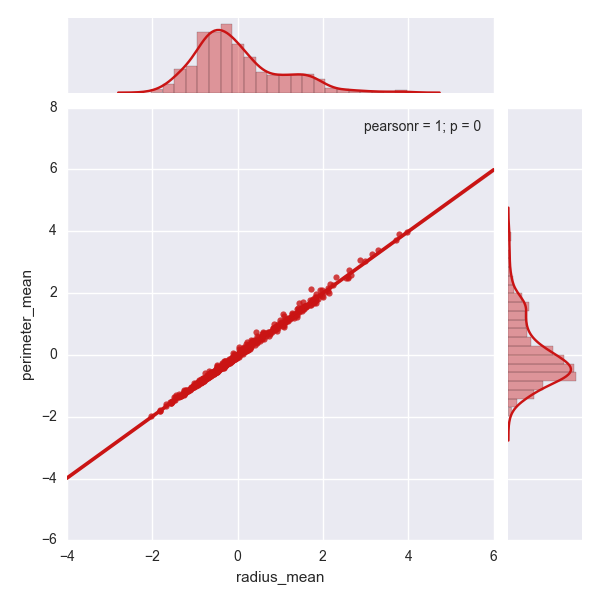 pearsonr = 1; p = 0
8
6
4
2
0
−2
−4
−6
perimeter_mean
−4 −2 0 2 4 6
radius_mean